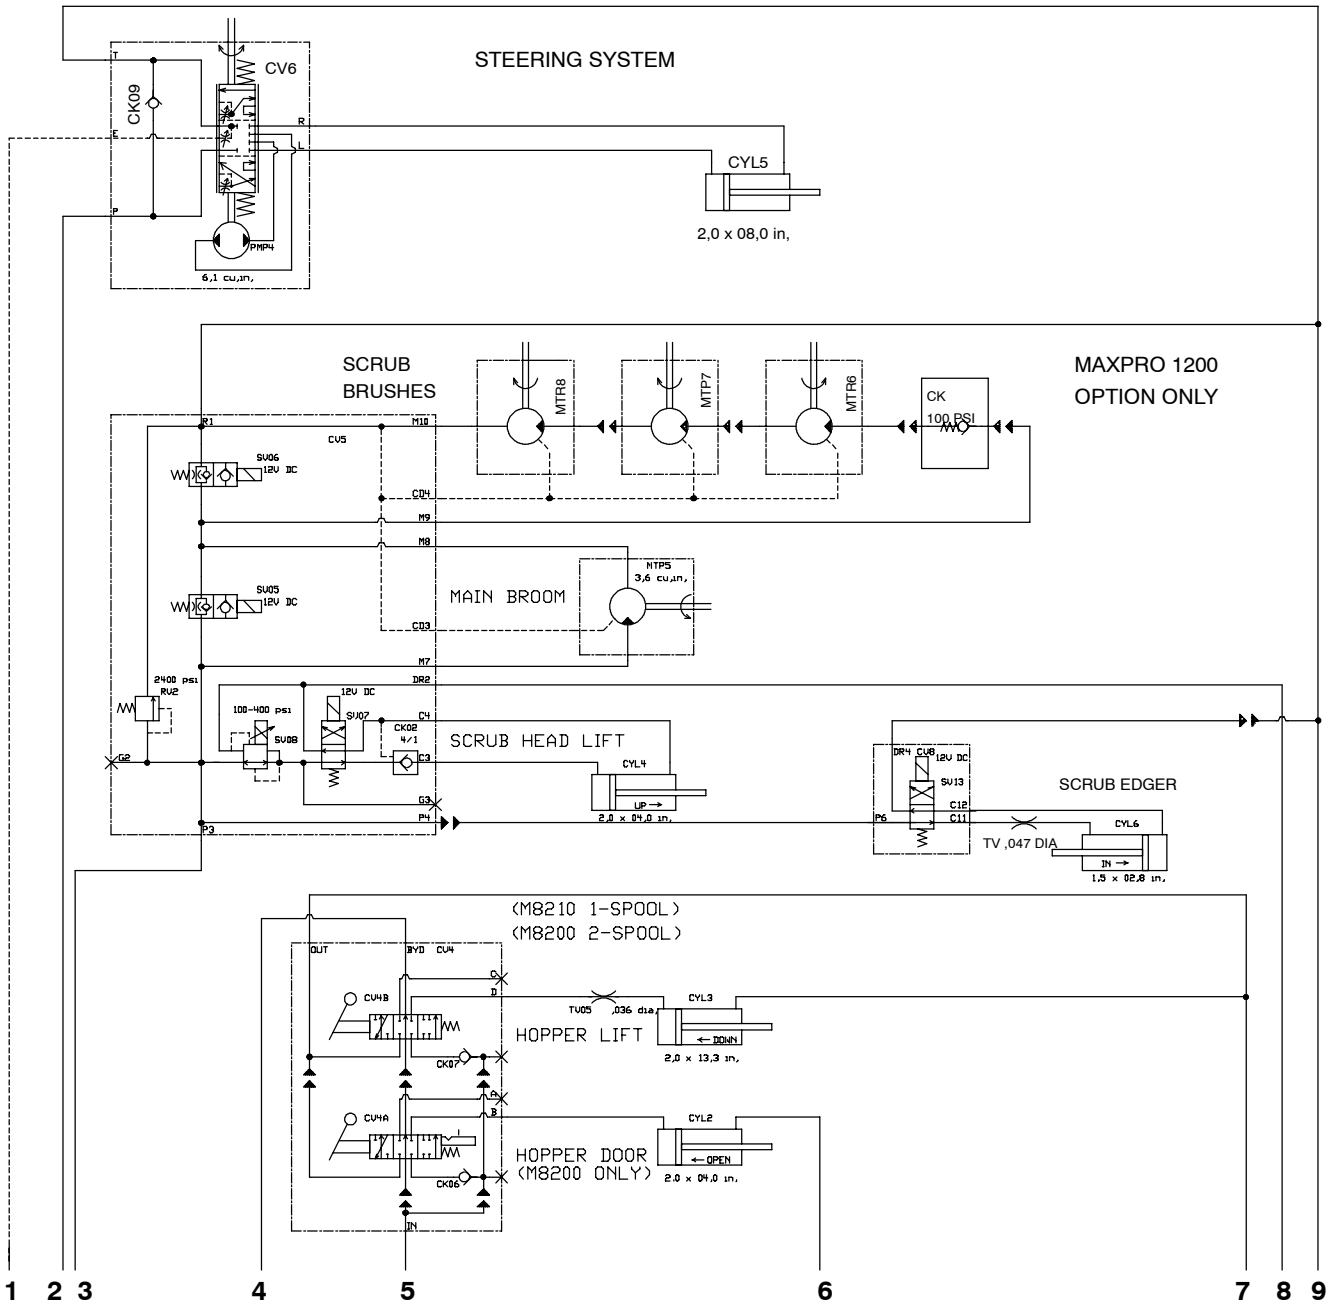 STEERING SYSTEM
CV6
T
CK09
E
R
L
CYL5
P
PMP4
6,1 cu,in,
2,0 x 08,0 in,
SCRUB
BRUSHES
MAXPRO 1200
OPTION ONLY
MTR8
MTP7
MTR6
CK
100 PSI
R1
M10
CV5
SV06
12V DC
CD4
M9
M8
MTP5
3,6 cu,in,
SV05
12V DC
MAIN BROOM
CD3
M7
2400 psi
RV2
DR2
12V DC
100-400 psi
SV07
SV08
C4
CK02
4/1
SCRUB HEAD LIFT
G2
C3
CYL4
UP →
2,0 x 04,0 in,
G3
P4
P3
DR4 CV8
12V DC
SV13
SCRUB EDGER
C12
P6
C11
CYL6
TV ,047 DIA
IN →
1,5 x 02,8 in,
(M8210 1-SPOOL)
(M8200 2-SPOOL)
OUT
BYD CV4
C
CV4B
D
CYL3
TV05 ,036 dia,
HOPPER LIFT
← DOWN
CK07
2,0 x 13,3 in,
A
CV4A
B
CYL2
HOPPER DOOR
(M8200 ONLY)
← OPEN
CK06
2,0 x 04,0 in,
IN
1 2 3 4 5 6 7 8 9